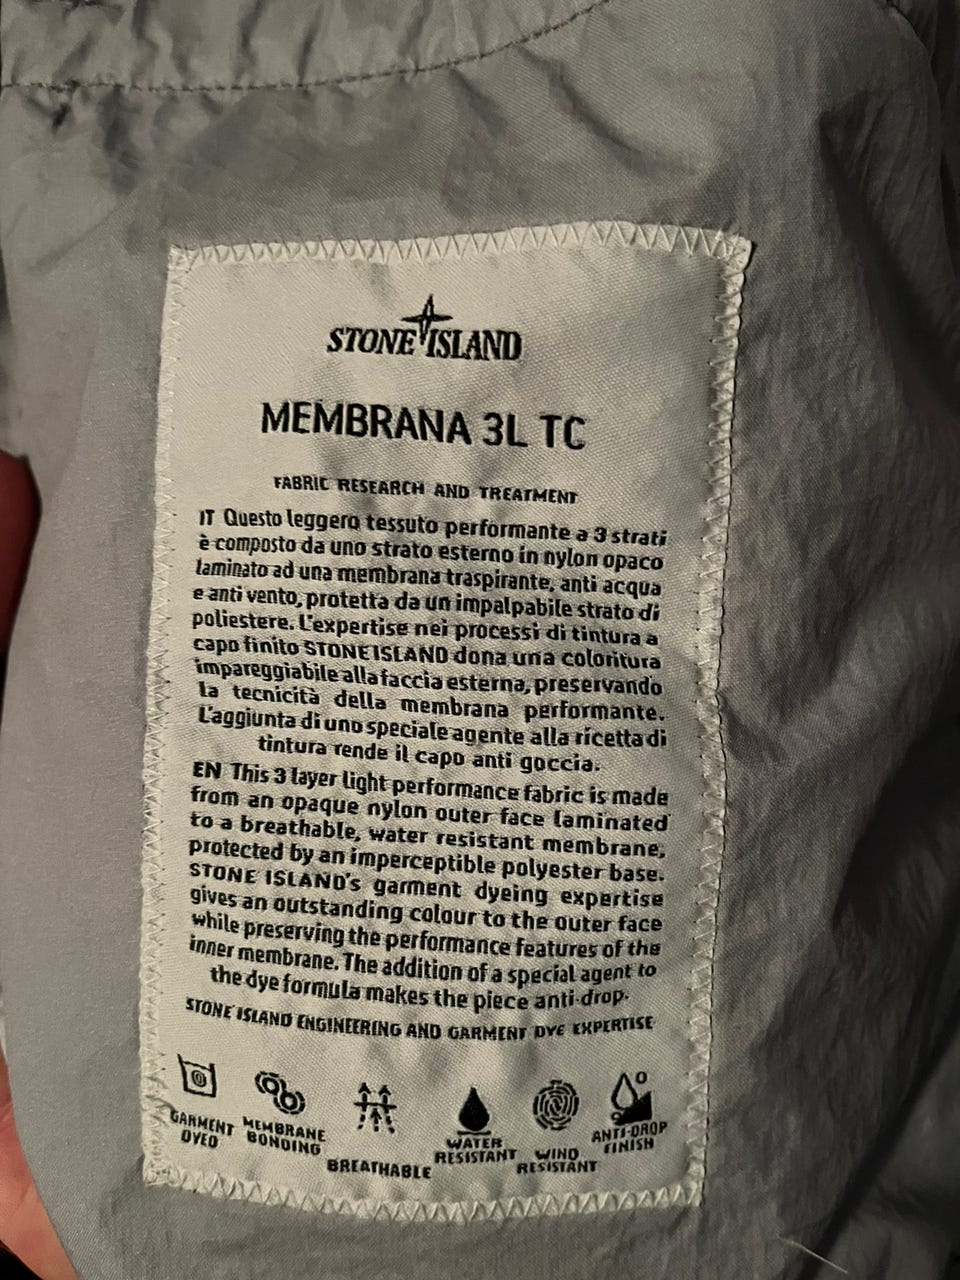 STONE ISLAND
MEMBRANA 3L TC
FABRIC RESEARCH AND TREATMENT
IT Questo leggero tessuto performante a 3 strati
è composto da uno strato esterno in nylon opaco
laminato ad una membrana traspirante, anti acqua
e anti vento, protetta da un impalpabile strato di
poliestere. L'expertise nei processi di tintura a
capo finito STONE ISLAND dona una coloritura
impareggiabile alla faccia esterna, preservando
la tecnicità della membrana performante.
L'aggiunta di uno speciale agente alla ricetta di
tintura rende il capo anti goccia.
EN This 3 layer light performance fabric is made
from an opaque nylon outer face laminated
to a breathable, water resistant membrane,
protected by an imperceptible polyester base.
STONE ISLAND's garment dyeing expertise
gives an outstanding colour to the outer face
while preserving the performance features of the
inner membrane. The addition of a special agent to
the dye formula makes the piece anti-drop.
STONE ISLAND ENGINEERING AND GARMENT DYE EXPERTISE
GARMENT DYED
MEMBRANE BONDING
BREATHABLE
WATER RESISTANT
WIND RESISTANT
ANTI-DROP FINISH